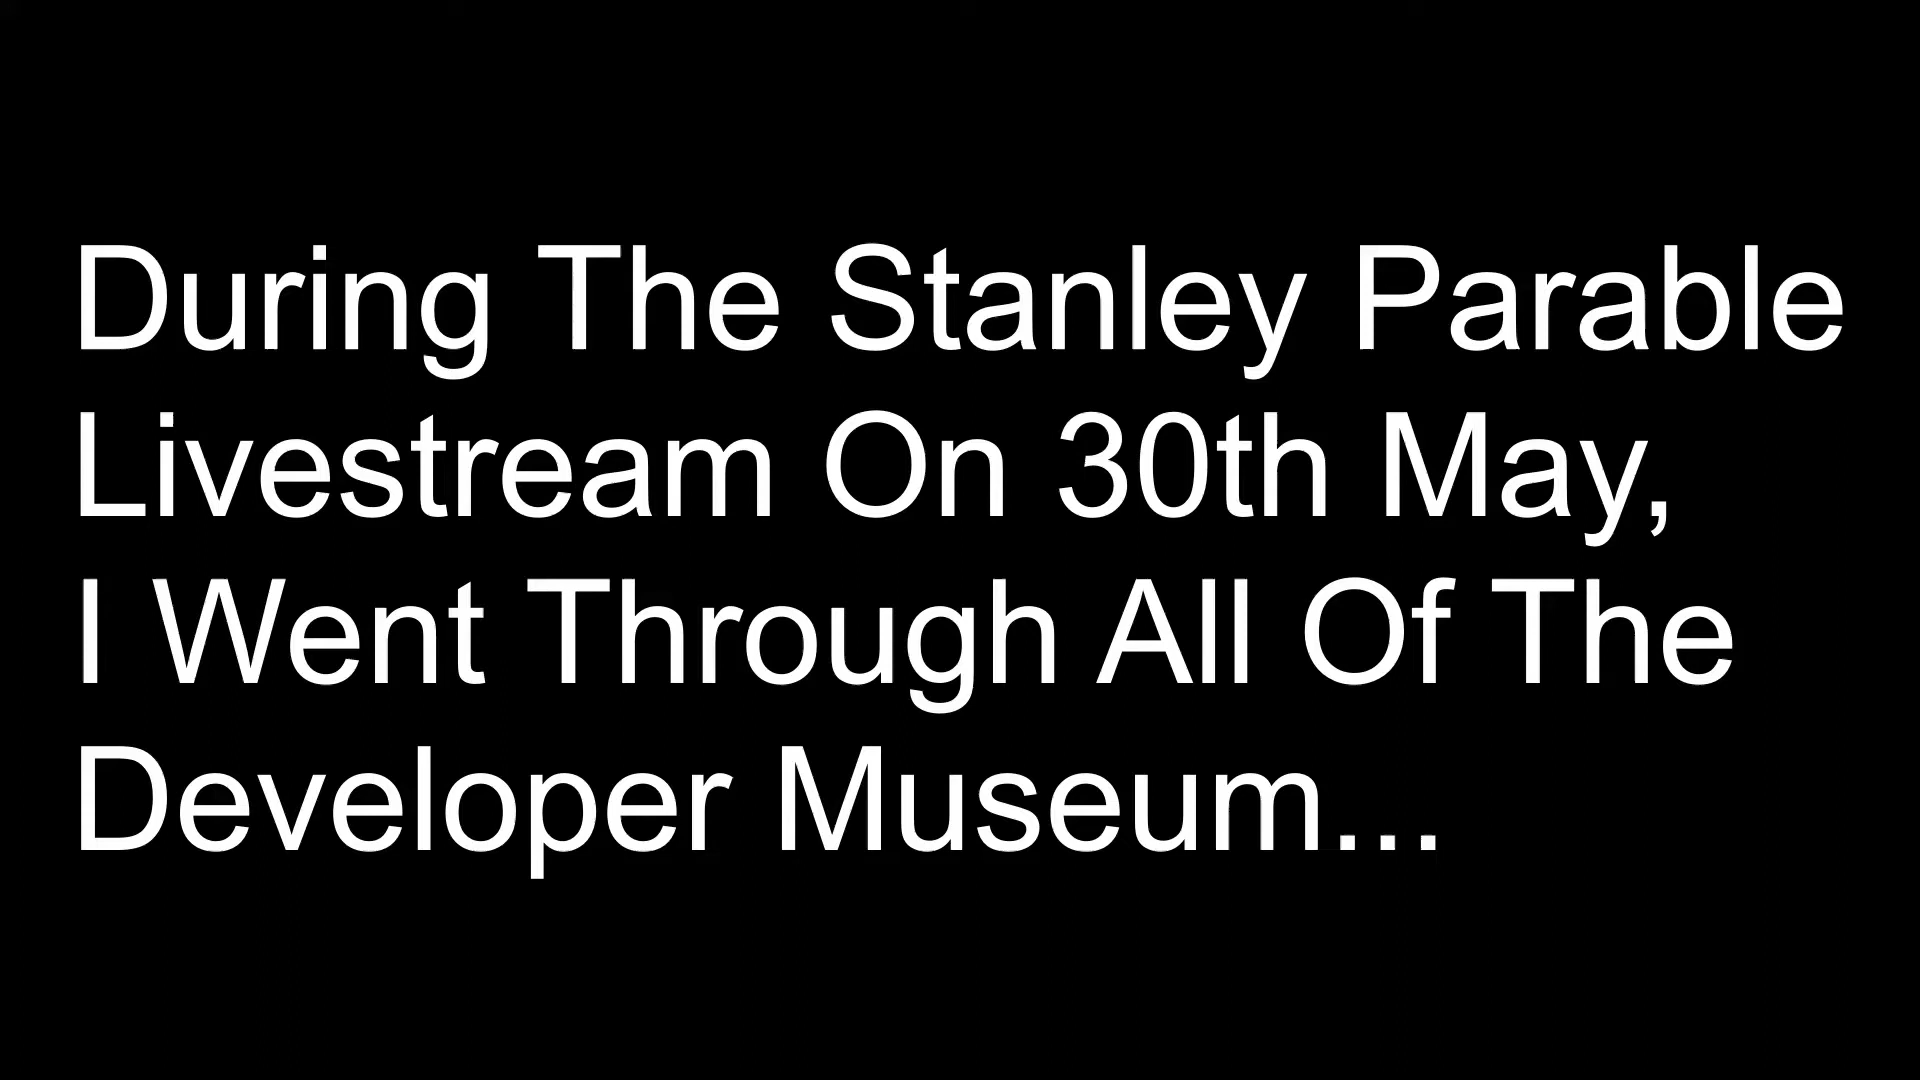 During The Stanley Parable
Livestream On 30th May,
I Went Through All Of The
Developer Museum...